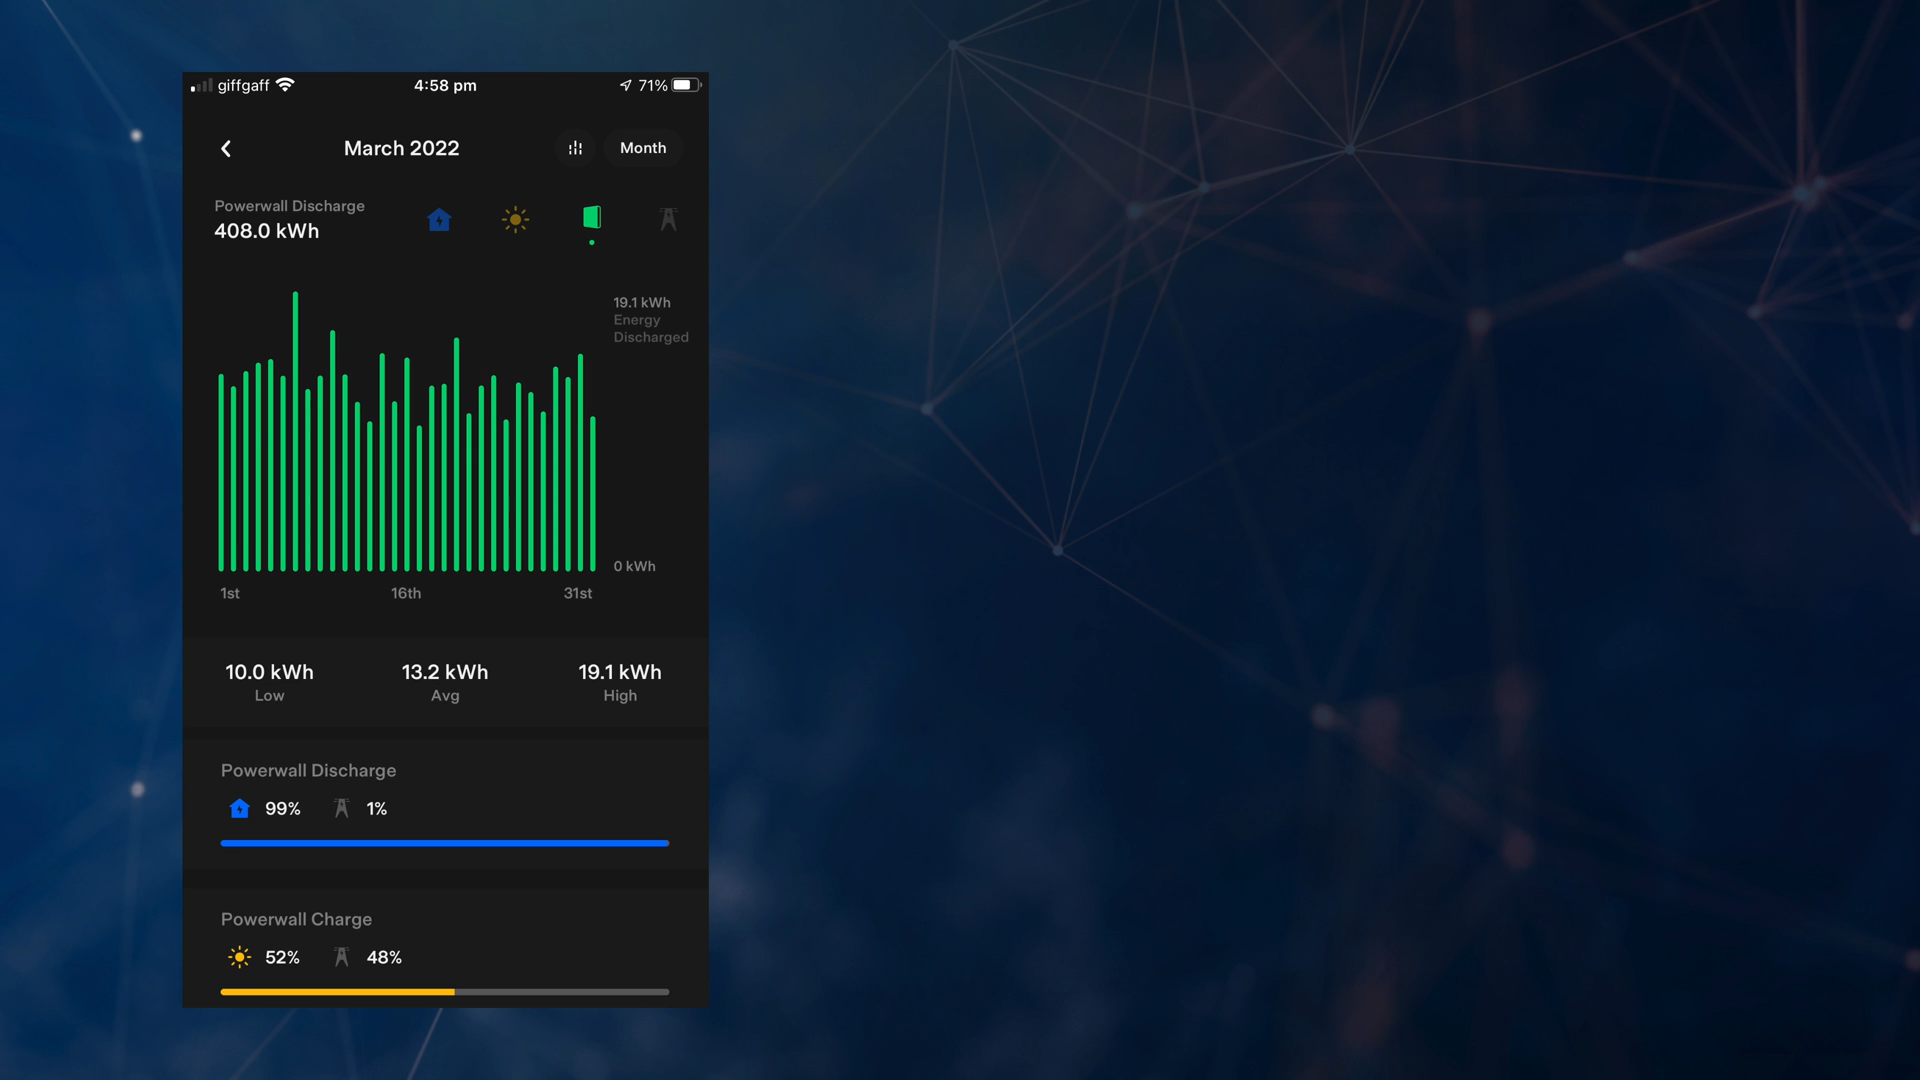 giffgaff 4:58 pm 71%
March 2022 Month
Powerwall Discharge
408.0 kWh
19.1 kWh
Energy
Discharged
0 kWh
1st 16th 31st
10.0 kWh 13.2 kWh 19.1 kWh
Low Avg High
Powerwall Discharge
99% 1%
Powerwall Charge
52% 48%